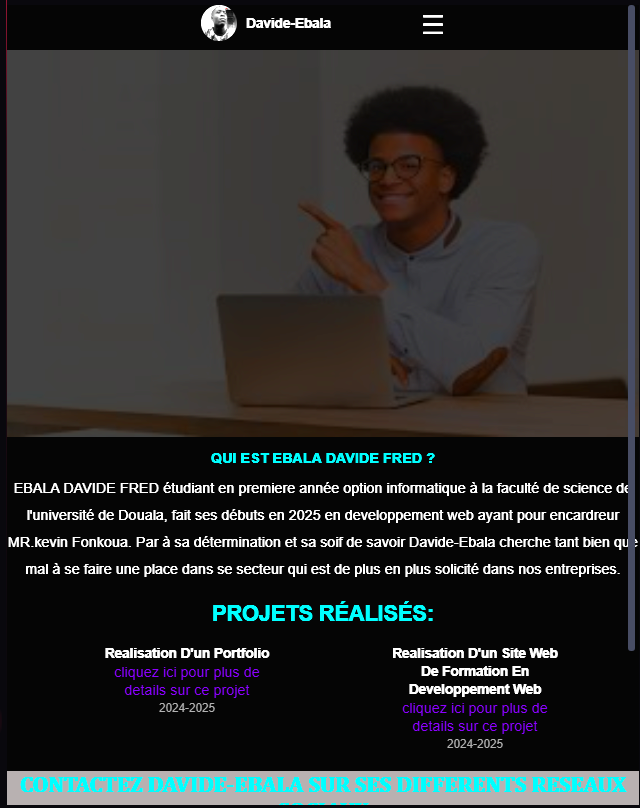 Davide-Ebala
QUI EST EBALA DAVIDE FRED ?
EBALA DAVIDE FRED étudiant en premiere année option informatique à la faculté de science de
l'université de Douala, fait ses débuts en 2025 en developpement web ayant pour encardreur
MR.kevin Fonkoua. Par à sa détermination et sa soif de savoir Davide-Ebala cherche tant bien que
mal à se faire une place dans se secteur qui est de plus en plus solicité dans nos entreprises.
PROJETS RÉALISÉS:
Realisation D'un Portfolio
cliquez ici pour plus de
details sur ce projet
2024-2025
Realisation D'un Site Web
De Formation En
Developpement Web
cliquez ici pour plus de
details sur ce projet
2024-2025
CONTACTEZ DAVIDE-EBALA SUR SES DIFFERENTS RESEAUX